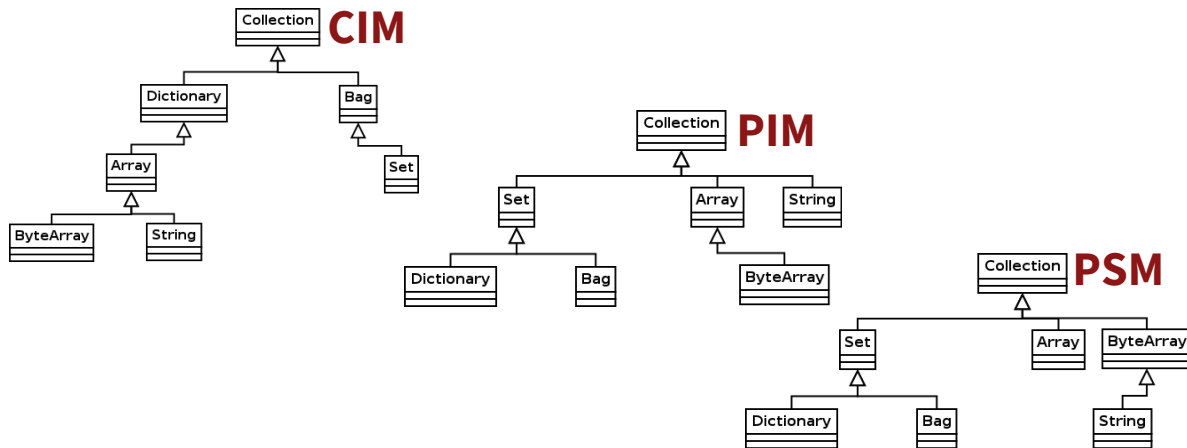 Collection
CIM
Dictionary
Bag
Array
Set
ByteArray
String
Collection
PIM
Set
Array
String
Dictionary
Bag
ByteArray
Collection
PSM
Set
Array
ByteArray
Dictionary
Bag
String